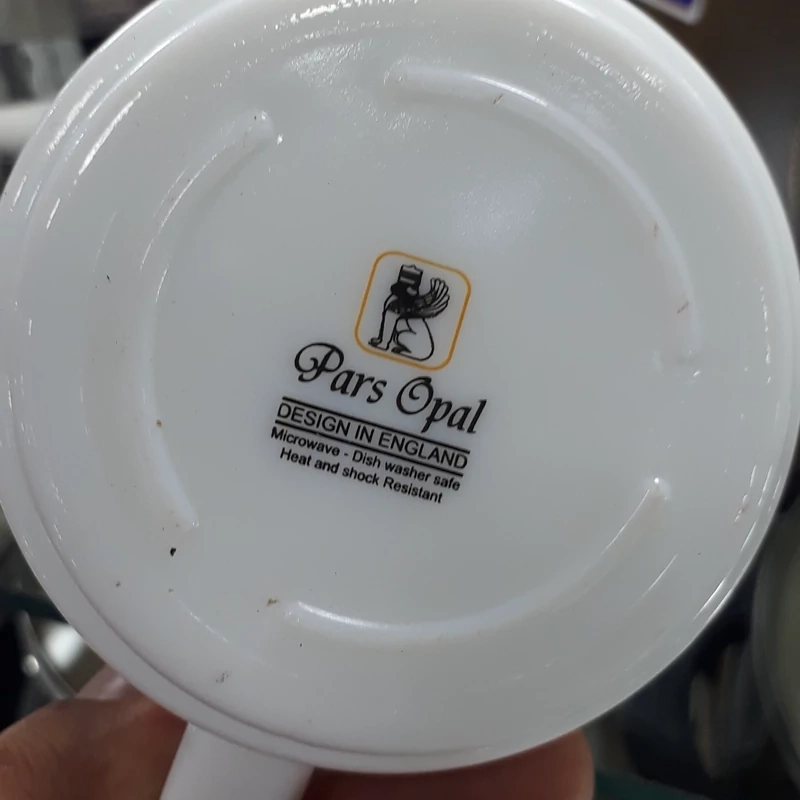 Pars Opal
DESIGN IN ENGLAND
Microwave - Dish washer safe
Heat and shock Resistant